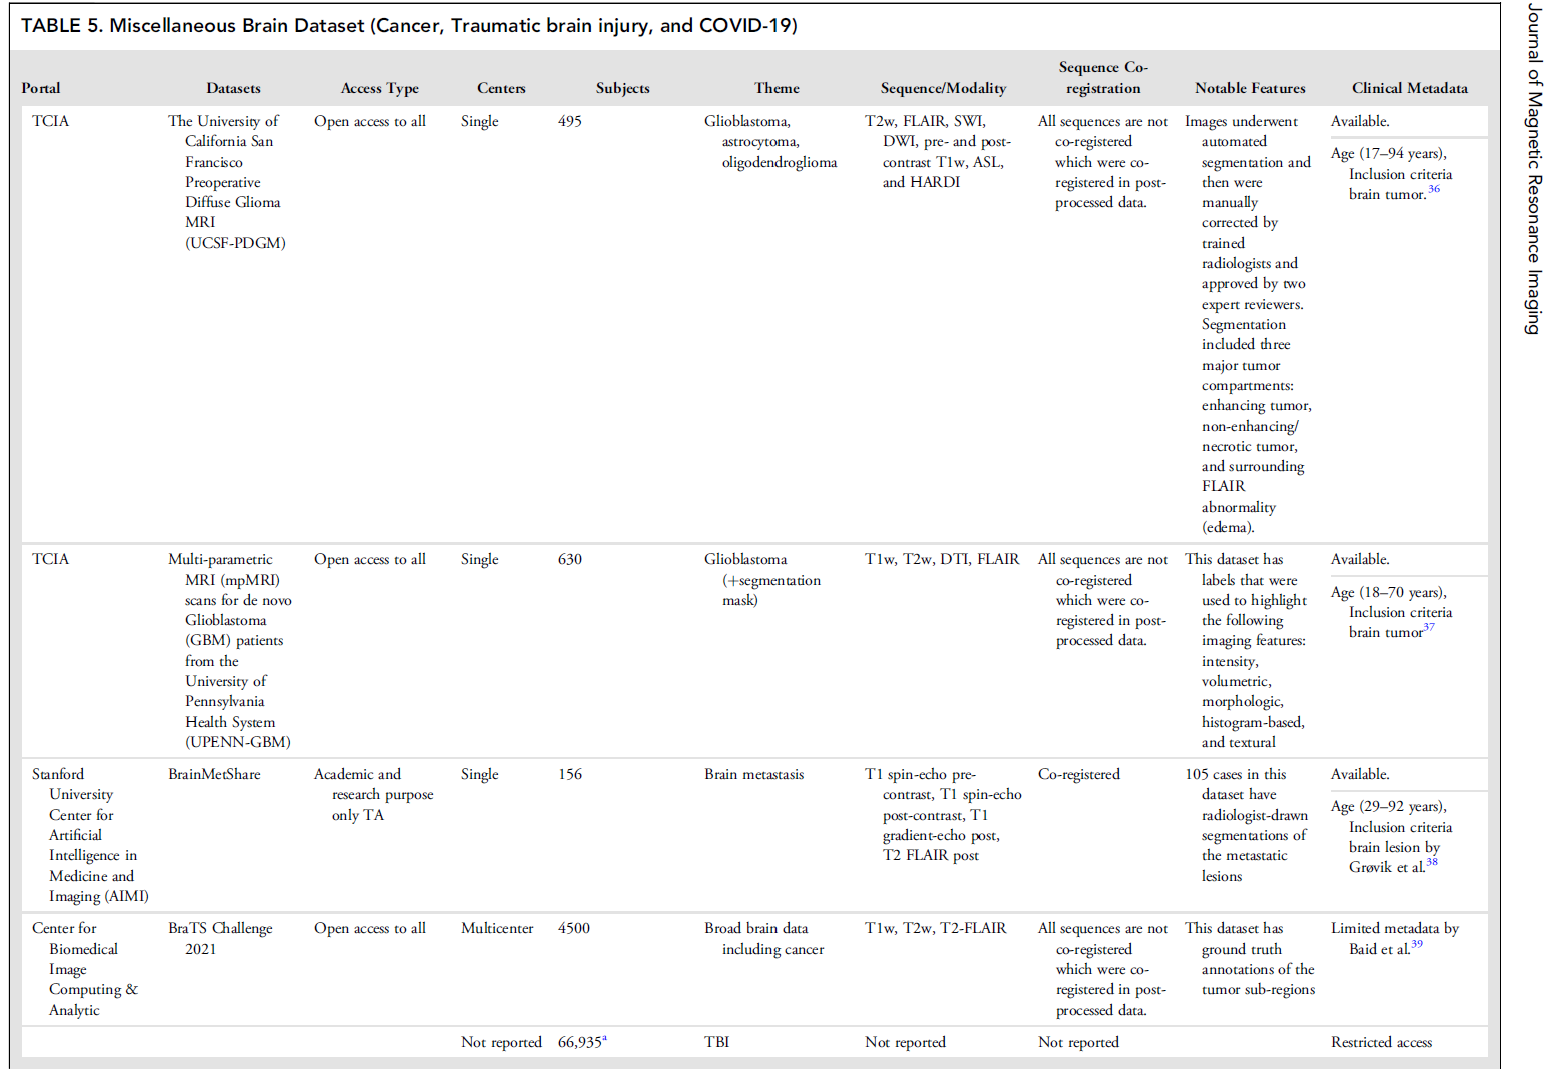 TABLE 5. Miscellaneous Brain Dataset (Cancer, Traumatic brain injury, and COVID-19)
Portal
Datasets
Access Type
Centers
Subjects
Theme
Sequence/Modality
Sequence Co-
registration
Notable Features
Clinical Metadata
TCIA
The University of
California San
Francisco
Preoperative
Diffuse Glioma
MRI
(UCSF-PDGM)
Open access to all
Single
495
Glioblastoma,
astrocytoma,
oligodendroglioma
T2w, FLAIR, SWI,
DWI, pre- and post-
contrast T1w, ASL,
and HARDI
All sequences are not
co-registered
which were co-
registered in post-
processed data.
Images underwent
automated
segmentation and
then were
manually
corrected by
trained
radiologists and
approved by two
expert reviewers.
Segmentation
included three
major tumor
compartments:
enhancing tumor,
non-enhancing/
necrotic tumor,
and surrounding
FLAIR
abnormality
(edema).
Available.
Age (17–94 years),
Inclusion criteria
brain tumor.36
TCIA
Multi-parametric
MRI (mpMRI)
scans for de novo
Glioblastoma
(GBM) patients
from the
University of
Pennsylvania
Health System
(UPENN-GBM)
Open access to all
Single
630
Glioblastoma
(+segmentation
mask)
T1w, T2w, DTI, FLAIR
All sequences are not
co-registered
which were co-
registered in post-
processed data.
This dataset has
labels that were
used to highlight
the following
imaging features:
intensity,
volumetric,
morphologic,
histogram-based,
and textural
Available.
Age (18–70 years),
Inclusion criteria
brain tumor37
Stanford
University
Center for
Artificial
Intelligence in
Medicine and
Imaging (AIMI)
BrainMetShare
Academic and
research purpose
only TA
Single
156
Brain metastasis
T1 spin-echo pre-
contrast, T1 spin-echo
post-contrast, T1
gradient-echo post,
T2 FLAIR post
Co-registered
105 cases in this
dataset have
radiologist-drawn
segmentations of
the metastatic
lesions
Available.
Age (29–92 years),
Inclusion criteria
brain lesion by
Grøvik et al.38
Center for
Biomedical
Image
Computing &
Analytic
BraTS Challenge
2021
Open access to all
Multicenter
4500
Broad brain data
including cancer
T1w, T2w, T2-FLAIR
All sequences are not
co-registered
which were co-
registered in post-
processed data.
This dataset has
ground truth
annotations of the
tumor sub-regions
Limited metadata by
Baid et al.39
Not reported
66,935a
TBI
Not reported
Not reported
Restricted access
Journal of Magnetic Resonance Imaging